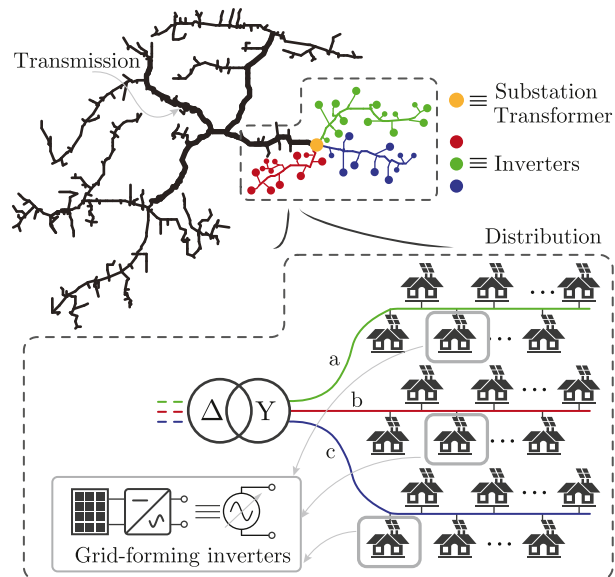 Transmission
≡ Substation
Transformer
≡ Inverters
Distribution
a
b
c
Δ Y
Grid-forming inverters